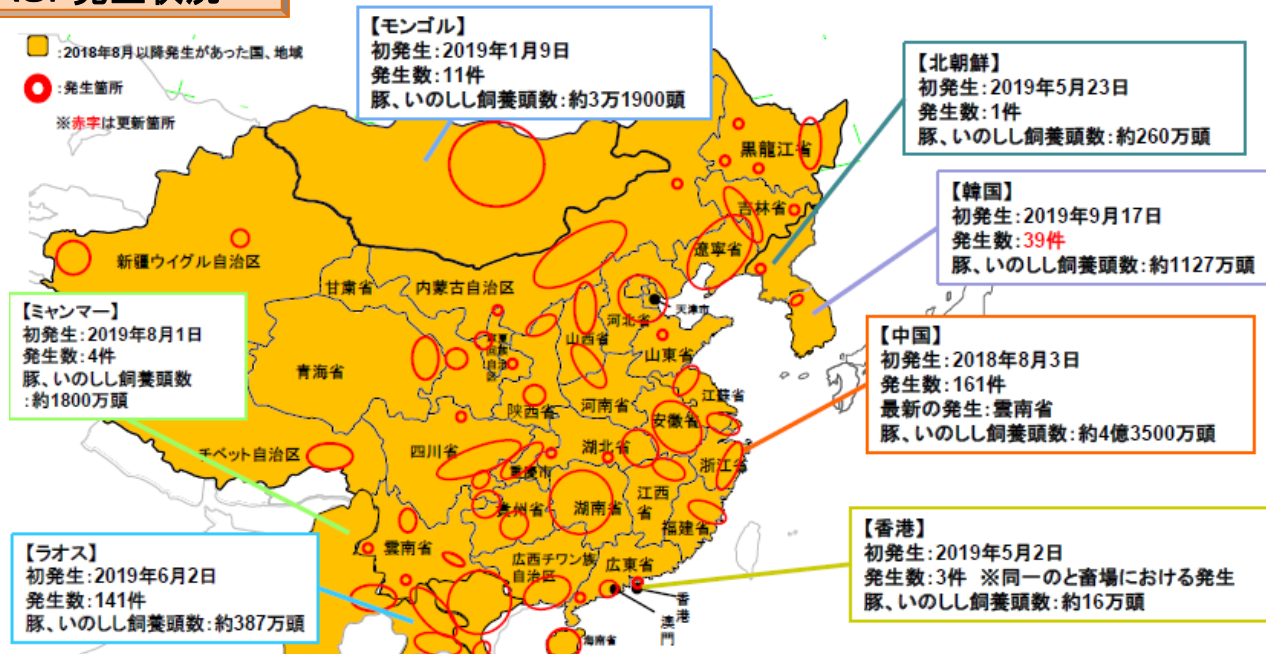 :2018年8月以降発生があった国、地域
:発生箇所
※赤字は更新箇所
【モンゴル】
初発生:2019年1月9日
発生数:11件
豚、いのしし飼養頭数:約3万1900頭
【北朝鮮】
初発生:2019年5月23日
発生数:1件
豚、いのしし飼養頭数:約260万頭
【韓国】
初発生:2019年9月17日
発生数:39件
豚、いのしし飼養頭数:約1127万頭
【ミャンマー】
初発生:2019年8月1日
発生数:4件
豚、いのしし飼養頭数
:約1800万頭
【中国】
初発生:2018年8月3日
発生数:161件
最新の発生:雲南省
豚、いのしし飼養頭数:約4億3500万頭
【ラオス】
初発生:2019年6月2日
発生数:141件
豚、いのしし飼養頭数:約387万頭
【香港】
初発生:2019年5月2日
発生数:3件 ※同一のと畜場における発生
豚、いのしし飼養頭数:約16万頭
黒龍江省
吉林省
遼寧省
新疆ウイグル自治区
甘粛省
内蒙古自治区
天津市
河北省
山西省
山東省
青海省
陝西省
河南省
江蘇省
安徽省
チベット自治区
四川省
重慶市
湖北省
浙江省
貴州省
湖南省
江西省
福建省
雲南省
広西チワン族
自治区
広東省
香港
澳門
海南省